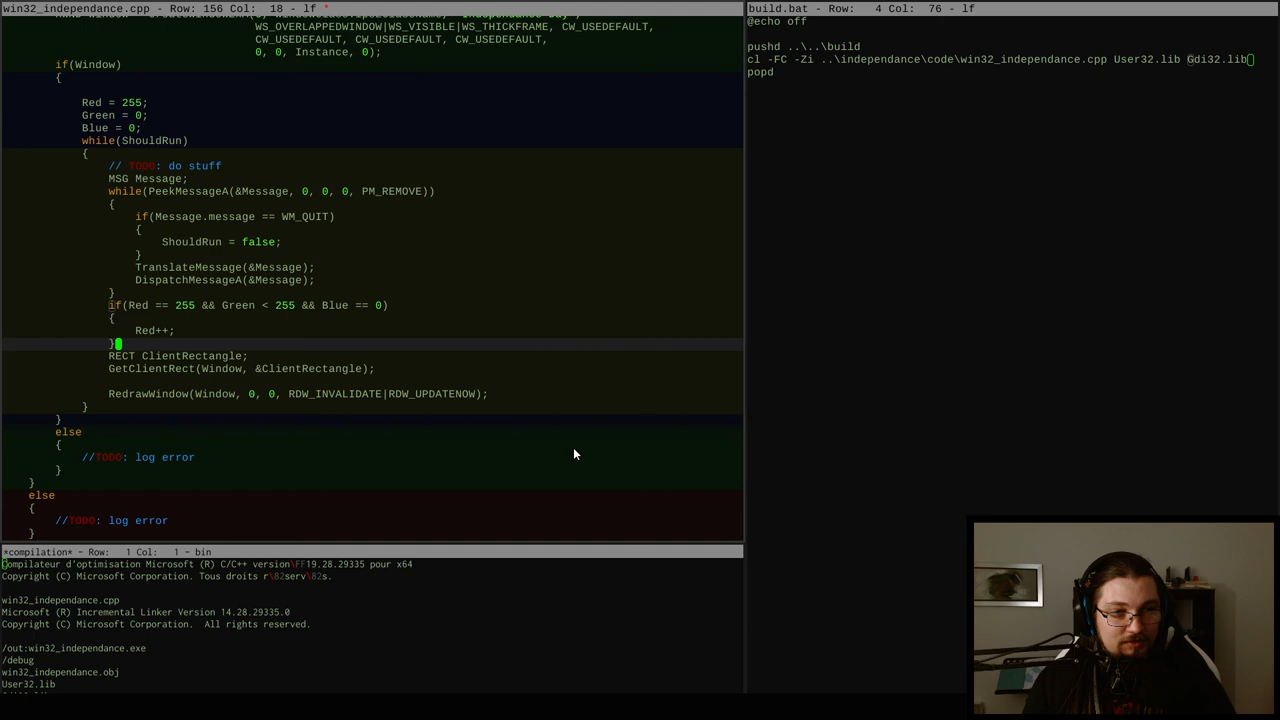 win32_independance.cpp - Row: 156 Col:  18 - lf *
WS_OVERLAPPEDWINDOW|WS_VISIBLE|WS_THICKFRAME, CW_USEDEFAULT,
CW_USEDEFAULT, CW_USEDEFAULT, CW_USEDEFAULT,
0, 0, Instance, 0);
if(Window)
{
Red = 255;
Green = 0;
Blue = 0;
while(ShouldRun)
{
// TODO: do stuff
MSG Message;
while(PeekMessageA(&Message, 0, 0, 0, PM_REMOVE))
{
if(Message.message == WM_QUIT)
{
ShouldRun = false;
}
TranslateMessage(&Message);
DispatchMessageA(&Message);
}
if(Red == 255 && Green < 255 && Blue == 0)
{
Red++;
}
RECT ClientRectangle;
GetClientRect(Window, &ClientRectangle);
RedrawWindow(Window, 0, 0, RDW_INVALIDATE|RDW_UPDATENOW);
}
}
else
{
//TODO: log error
}
}
else
{
//TODO: log error
}
*compilation* - Row:   1 Col:   1 - bin
Compilateur d'optimisation Microsoft (R) C/C++ version\FF19.28.29335 pour x64
Copyright (C) Microsoft Corporation. Tous droits r\82serv\82s.
win32_independance.cpp
Microsoft (R) Incremental Linker Version 14.28.29335.0
Copyright (C) Microsoft Corporation.  All rights reserved.
/out:win32_independance.exe
/debug
win32_independance.obj
User32.lib
build.bat - Row:   4 Col:  76 - lf
@echo off
pushd ..\..\build
cl -FC -Zi ..\independance\code\win32_independance.cpp User32.lib Gdi32.lib
popd